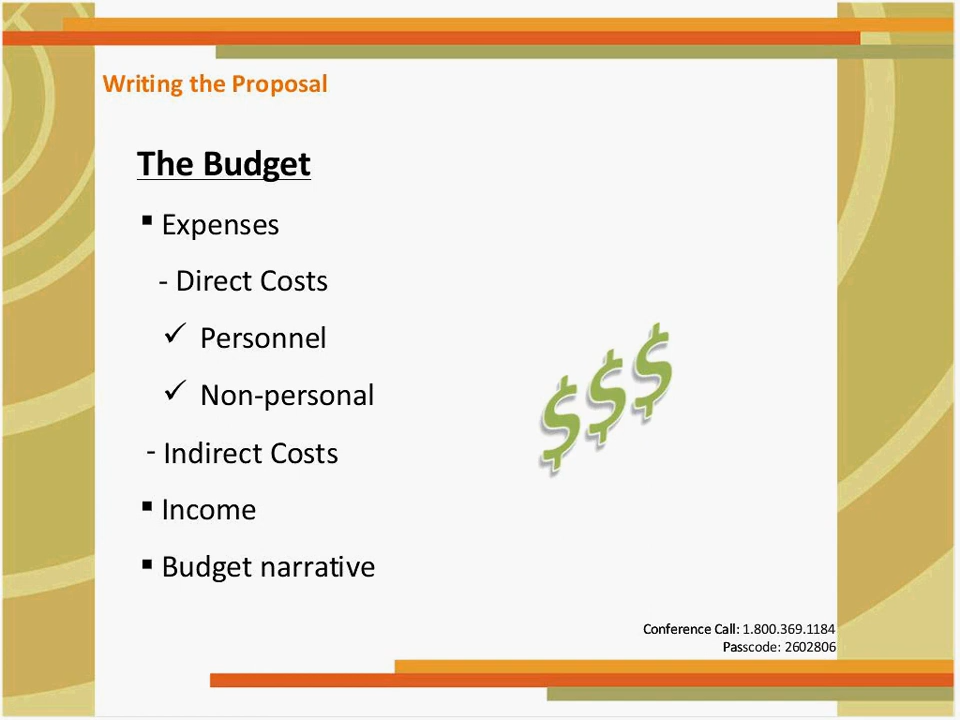 Writing the Proposal
The Budget
▪ Expenses
- Direct Costs
✓ Personnel
✓ Non-personal
- Indirect Costs
▪ Income
▪ Budget narrative
$$$
Conference Call: 1.800.369.1184
Passcode: 2602806